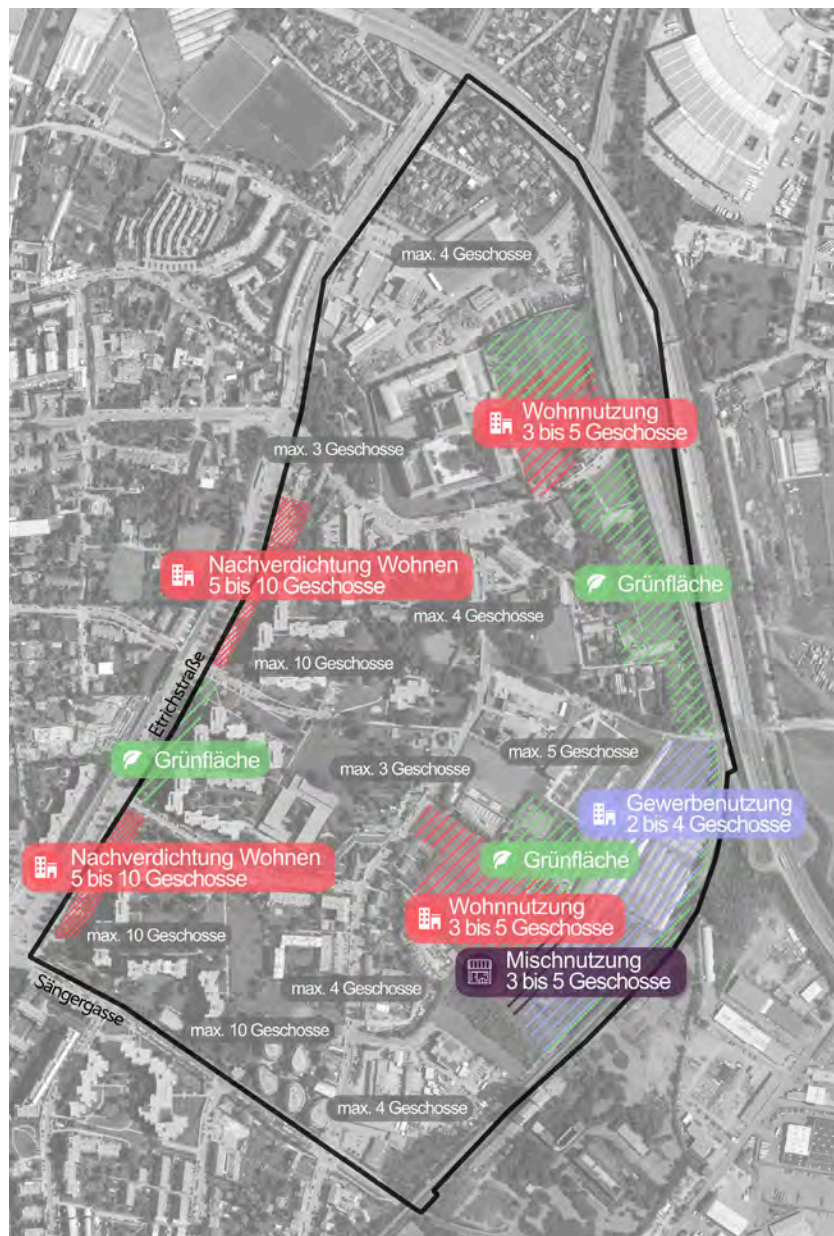 max. 4 Geschosse
Wohnnutzung
3 bis 5 Geschosse
max. 3 Geschosse
Nachverdichtung Wohnen
5 bis 10 Geschosse
Grünfläche
max. 4 Geschosse
max. 10 Geschosse
Etrichstraße
max. 5 Geschosse
Grünfläche
max. 3 Geschosse
Gewerbenutzung
2 bis 4 Geschosse
Nachverdichtung Wohnen
5 bis 10 Geschosse
Grünfläche
Wohnnutzung
3 bis 5 Geschosse
max. 10 Geschosse
Mischnutzung
3 bis 5 Geschosse
Sängergasse
max. 4 Geschosse
max. 10 Geschosse
max. 4 Geschosse